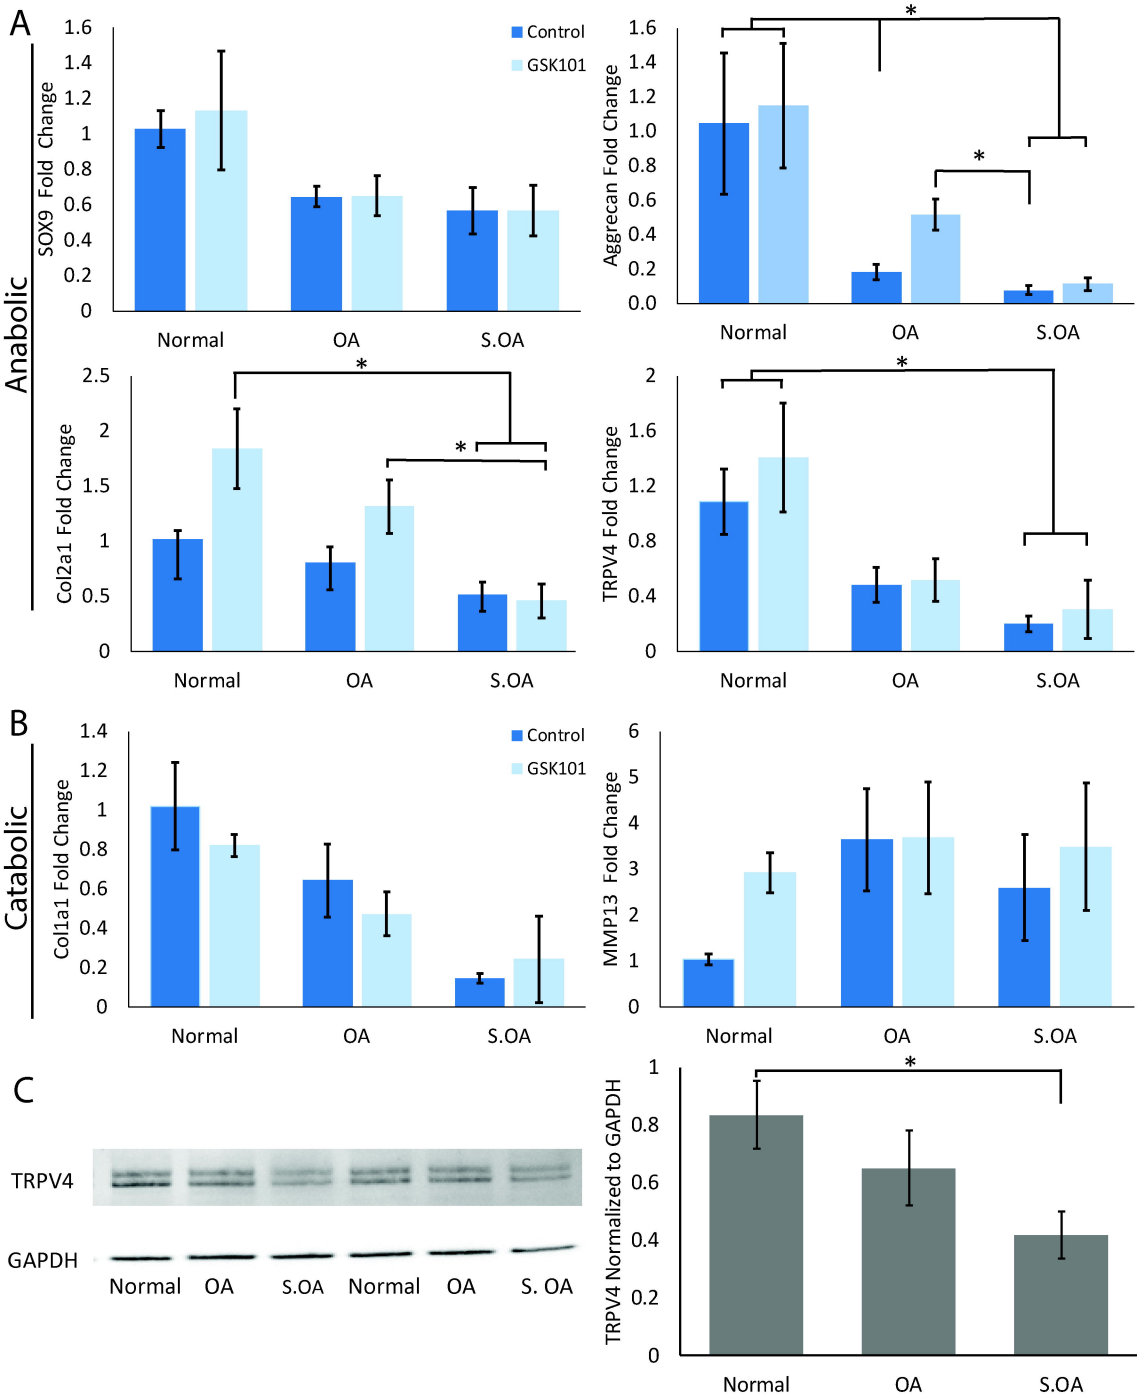 A
Anabolic
SOX9 Fold Change
1.6
1.4
1.2
1
0.8
0.6
0.4
0.2
0
Normal OA S.OA
Control
GSK101
Aggrecan Fold Change
1.6
1.4
1.2
1.0
0.8
0.6
0.4
0.2
0.0
*
*
Normal OA S.OA
Col2a1 Fold Change
2.5
2
1.5
1
0.5
0
*
*
Normal OA S.OA
TRPV4 Fold Change
2
1.6
1.2
0.8
0.4
0
*
Normal OA S.OA
B
Catabolic
Col1a1 Fold Change
1.4
1.2
1
0.8
0.6
0.4
0.2
0
Normal OA S.OA
Control
GSK101
MMP13 Fold Change
6
5
4
3
2
1
0
Normal OA S.OA
C
TRPV4
GAPDH
Normal OA S.OA Normal OA S. OA
TRPV4 Normalized to GAPDH
1
0.8
0.6
0.4
0.2
0
*
Normal OA S.OA